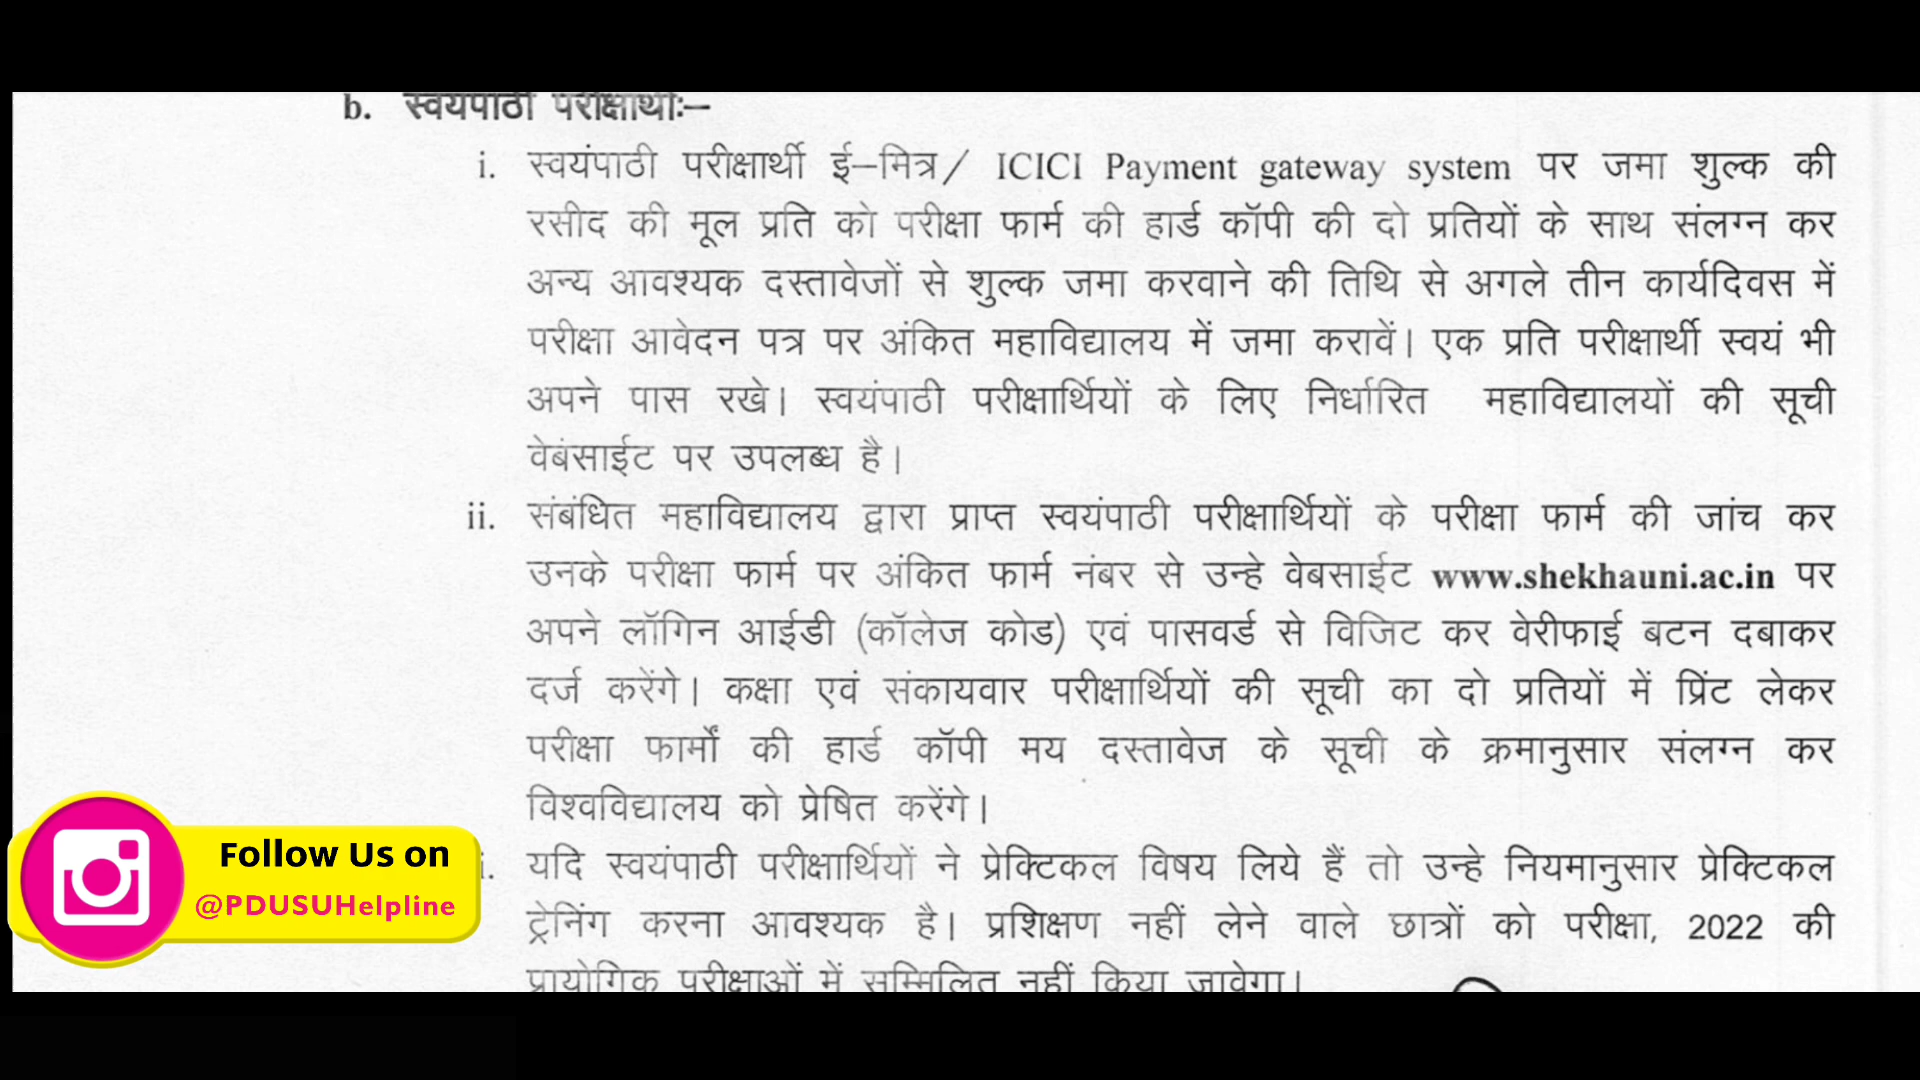 b. स्वयपाठी परीक्षार्थीः–
i. स्वयंपाठी परीक्षार्थी ई–मित्र/ ICICI Payment gateway system पर जमा शुल्क की
रसीद की मूल प्रति को परीक्षा फार्म की हार्ड कॉपी की दो प्रतियों के साथ संलग्न कर
अन्य आवश्यक दस्तावेजों से शुल्क जमा करवाने की तिथि से अगले तीन कार्यदिवस में
परीक्षा आवेदन पत्र पर अंकित महाविद्यालय में जमा करावें। एक प्रति परीक्षार्थी स्वयं भी
अपने पास रखे। स्वयंपाठी परीक्षार्थियों के लिए निर्धारित महाविद्यालयों की सूची
वेबंसाईट पर उपलब्ध है।
ii. संबंधित महाविद्यालय द्वारा प्राप्त स्वयंपाठी परीक्षार्थियों के परीक्षा फार्म की जांच कर
उनके परीक्षा फार्म पर अंकित फार्म नंबर से उन्हे वेबसाईट www.shekhauni.ac.in पर
अपने लॉगिन आईडी (कॉलेज कोड) एवं पासवर्ड से विजिट कर वेरीफाई बटन दबाकर
दर्ज करेंगे। कक्षा एवं संकायवार परीक्षार्थियों की सूची का दो प्रतियों में प्रिंट लेकर
परीक्षा फार्मों की हार्ड कॉपी मय दस्तावेज के सूची के क्रमानुसार संलग्न कर
विश्वविद्यालय को प्रेषित करेंगे।
i. यदि स्वयंपाठी परीक्षार्थियों ने प्रेक्टिकल विषय लिये हैं तो उन्हे नियमानुसार प्रेक्टिकल
ट्रेनिंग करना आवश्यक है। प्रशिक्षण नहीं लेने वाले छात्रों को परीक्षा, 2022 की
प्रायोगिक परीक्षाओं में सम्मिलित नहीं किया जावेगा।
Follow Us on
@PDUSUHelpline